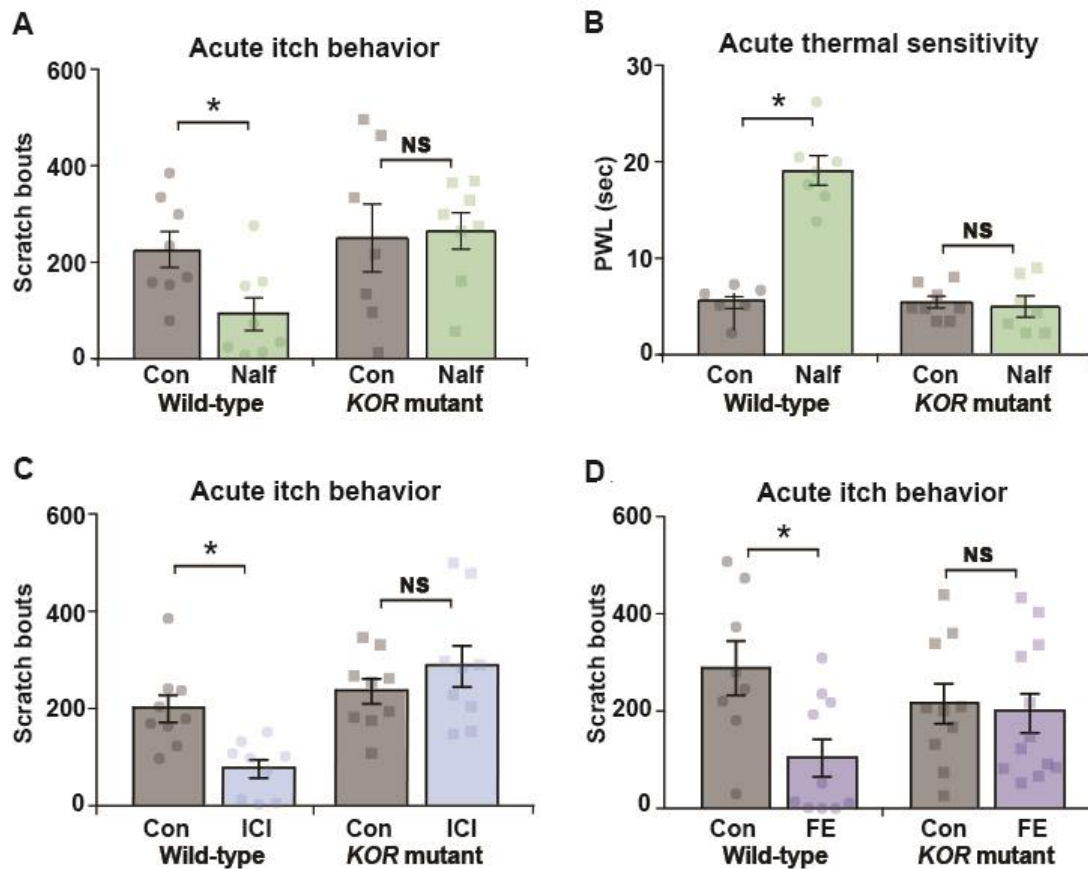 A
Acute itch behavior
600
400
200
0
Scratch bouts
*
NS
Con Nalf Con Nalf
Wild-type KOR mutant
B
Acute thermal sensitivity
30
20
10
0
PWL (sec)
*
NS
Con Nalf Con Nalf
Wild-type KOR mutant
C
Acute itch behavior
600
400
200
0
Scratch bouts
*
NS
Con ICI Con ICI
Wild-type KOR mutant
D
Acute itch behavior
600
400
200
0
Scratch bouts
*
NS
Con FE Con FE
Wild-type KOR mutant